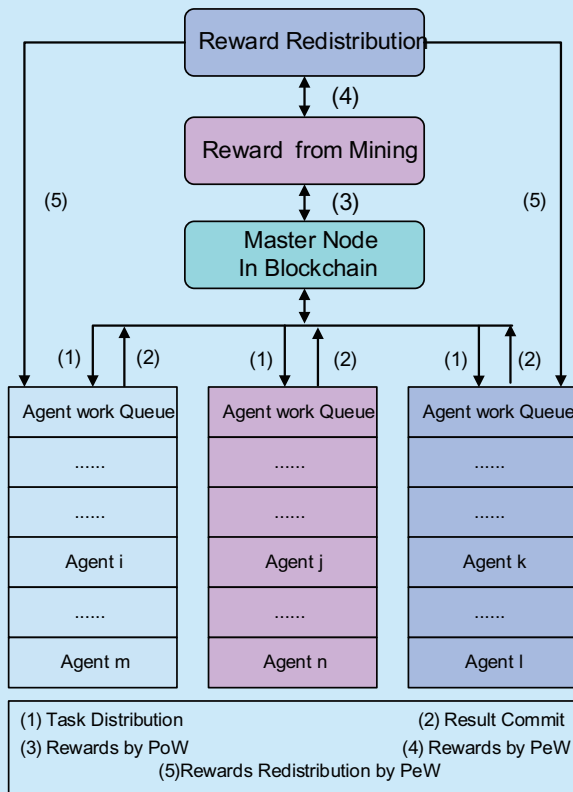 Reward Redistribution
(4)
Reward from Mining
(5)
(3)
(5)
Master Node
In Blockchain
(1)
(2)
(1)
(2)
(1)
(2)
Agent work Queue
Agent work Queue
Agent work Queue
......
......
......
......
......
......
Agent i
Agent j
Agent k
......
......
......
Agent m
Agent n
Agent l
(1) Task Distribution
(2) Result Commit
(3) Rewards by PoW
(4) Rewards by PeW
(5)Rewards Redistribution by PeW